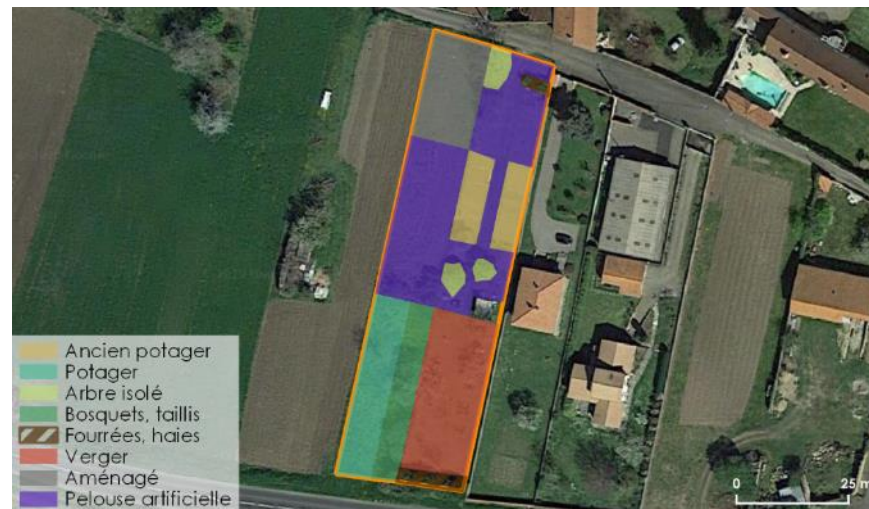 Ancien potager
Potager
Arbre isolé
Bosquets, taillis
Fourrées, haies
Verger
Aménagé
Pelouse artificielle
0 25 m